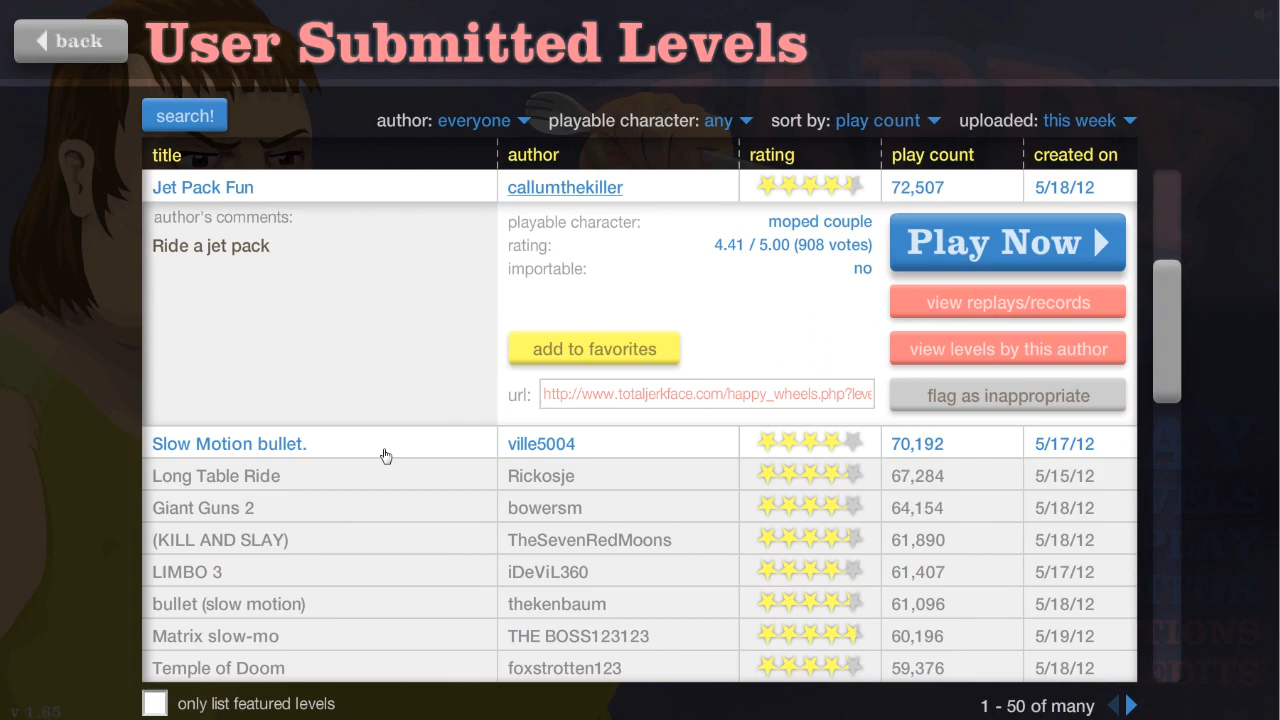 back
User Submitted Levels
search!
author: everyone playable character: any sort by: play count uploaded: this week
title author rating play count created on
Jet Pack Fun callumthekiller 72,507 5/18/12
author's comments:
Ride a jet pack
playable character: moped couple
rating: 4.41 / 5.00 (908 votes)
importable: no
Play Now
view replays/records
add to favorites
view levels by this author
url: http://www.totaljerkface.com/happy_wheels.php?leve
flag as inappropriate
Slow Motion bullet. ville5004 70,192 5/17/12
Long Table Ride Rickosje 67,284 5/15/12
Giant Guns 2 bowersm 64,154 5/18/12
(KILL AND SLAY) TheSevenRedMoons 61,890 5/18/12
LIMBO 3 iDeViL360 61,407 5/17/12
bullet (slow motion) thekenbaum 61,096 5/18/12
Matrix slow-mo THE BOSS123123 60,196 5/19/12
Temple of Doom foxstrotten123 59,376 5/18/12
only list featured levels
1 - 50 of many
v 1.65